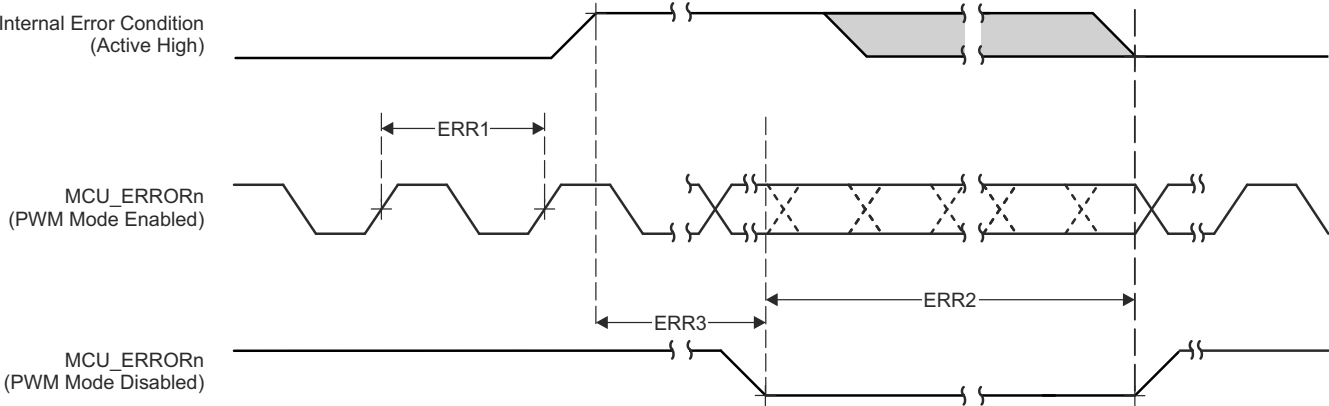 Internal Error Condition
(Active High)
ERR1
MCU_ERRORn
(PWM Mode Enabled)
ERR2
ERR3
MCU_ERRORn
(PWM Mode Disabled)